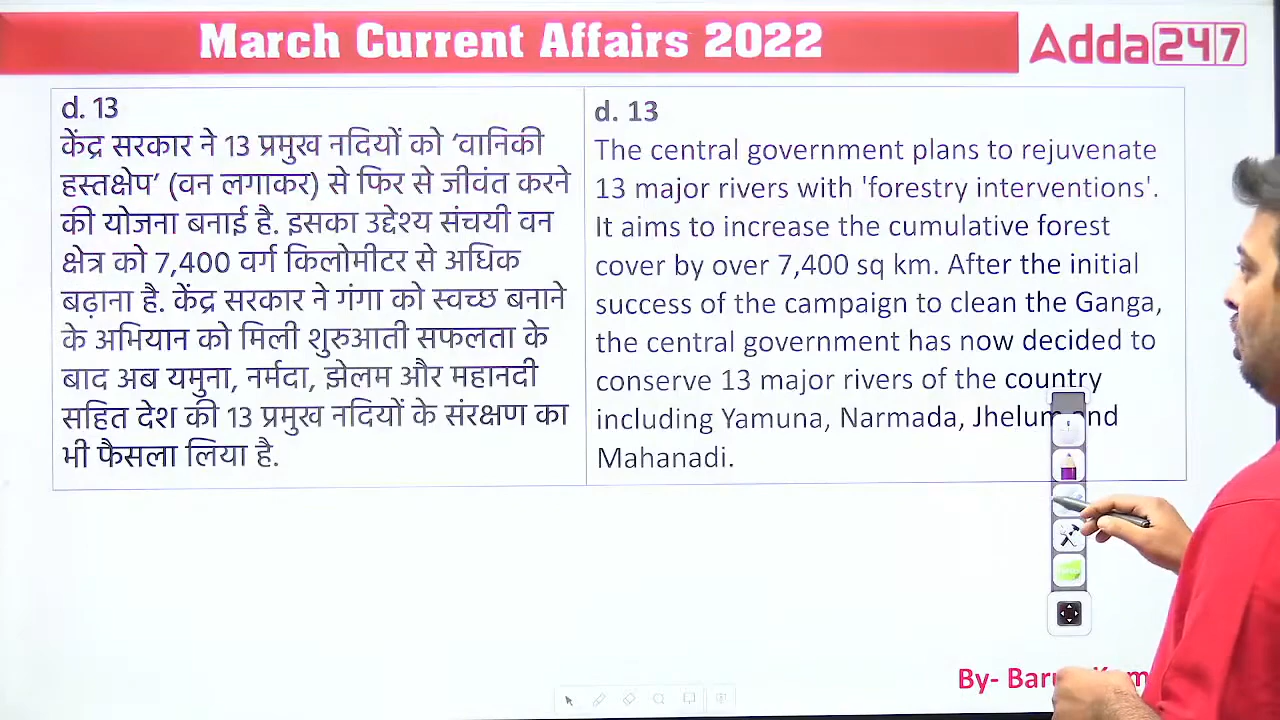 March Current Affairs 2022
Adda 247
d. 13
केंद्र सरकार ने 13 प्रमुख नदियों को ‘वानिकी
हस्तक्षेप’ (वन लगाकर) से फिर से जीवंत करने
की योजना बनाई है. इसका उद्देश्य संचयी वन
क्षेत्र को 7,400 वर्ग किलोमीटर से अधिक
बढ़ाना है. केंद्र सरकार ने गंगा को स्वच्छ बनाने
के अभियान को मिली शुरुआती सफलता के
बाद अब यमुना, नर्मदा, झेलम और महानदी
सहित देश की 13 प्रमुख नदियों के संरक्षण का
भी फैसला लिया है.
d. 13
The central government plans to rejuvenate
13 major rivers with 'forestry interventions'.
It aims to increase the cumulative forest
cover by over 7,400 sq km. After the initial
success of the campaign to clean the Ganga,
the central government has now decided to
conserve 13 major rivers of the country
including Yamuna, Narmada, Jhelum and
Mahanadi.
By-